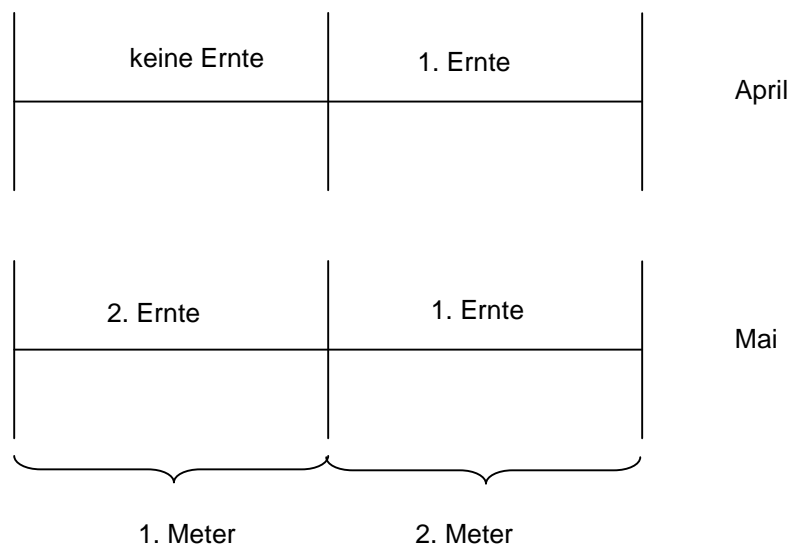 keine Ernte
1. Ernte
April
2. Ernte
1. Ernte
Mai
1. Meter
2. Meter